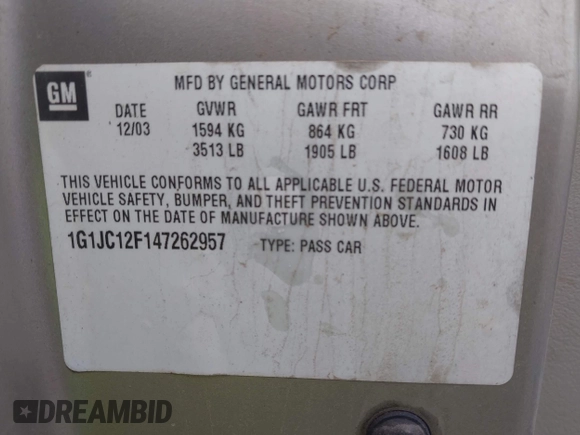 GM
MFD BY GENERAL MOTORS CORP
DATE GVWR GAWR FRT GAWR RR
12/03 1594 KG 864 KG 730 KG
3513 LB 1905 LB 1608 LB
THIS VEHICLE CONFORMS TO ALL APPLICABLE U.S. FEDERAL MOTOR
VEHICLE SAFETY, BUMPER, AND THEFT PREVENTION STANDARDS IN
EFFECT ON THE DATE OF MANUFACTURE SHOWN ABOVE.
1G1JC12F147262957 TYPE: PASS CAR
DREAMBID